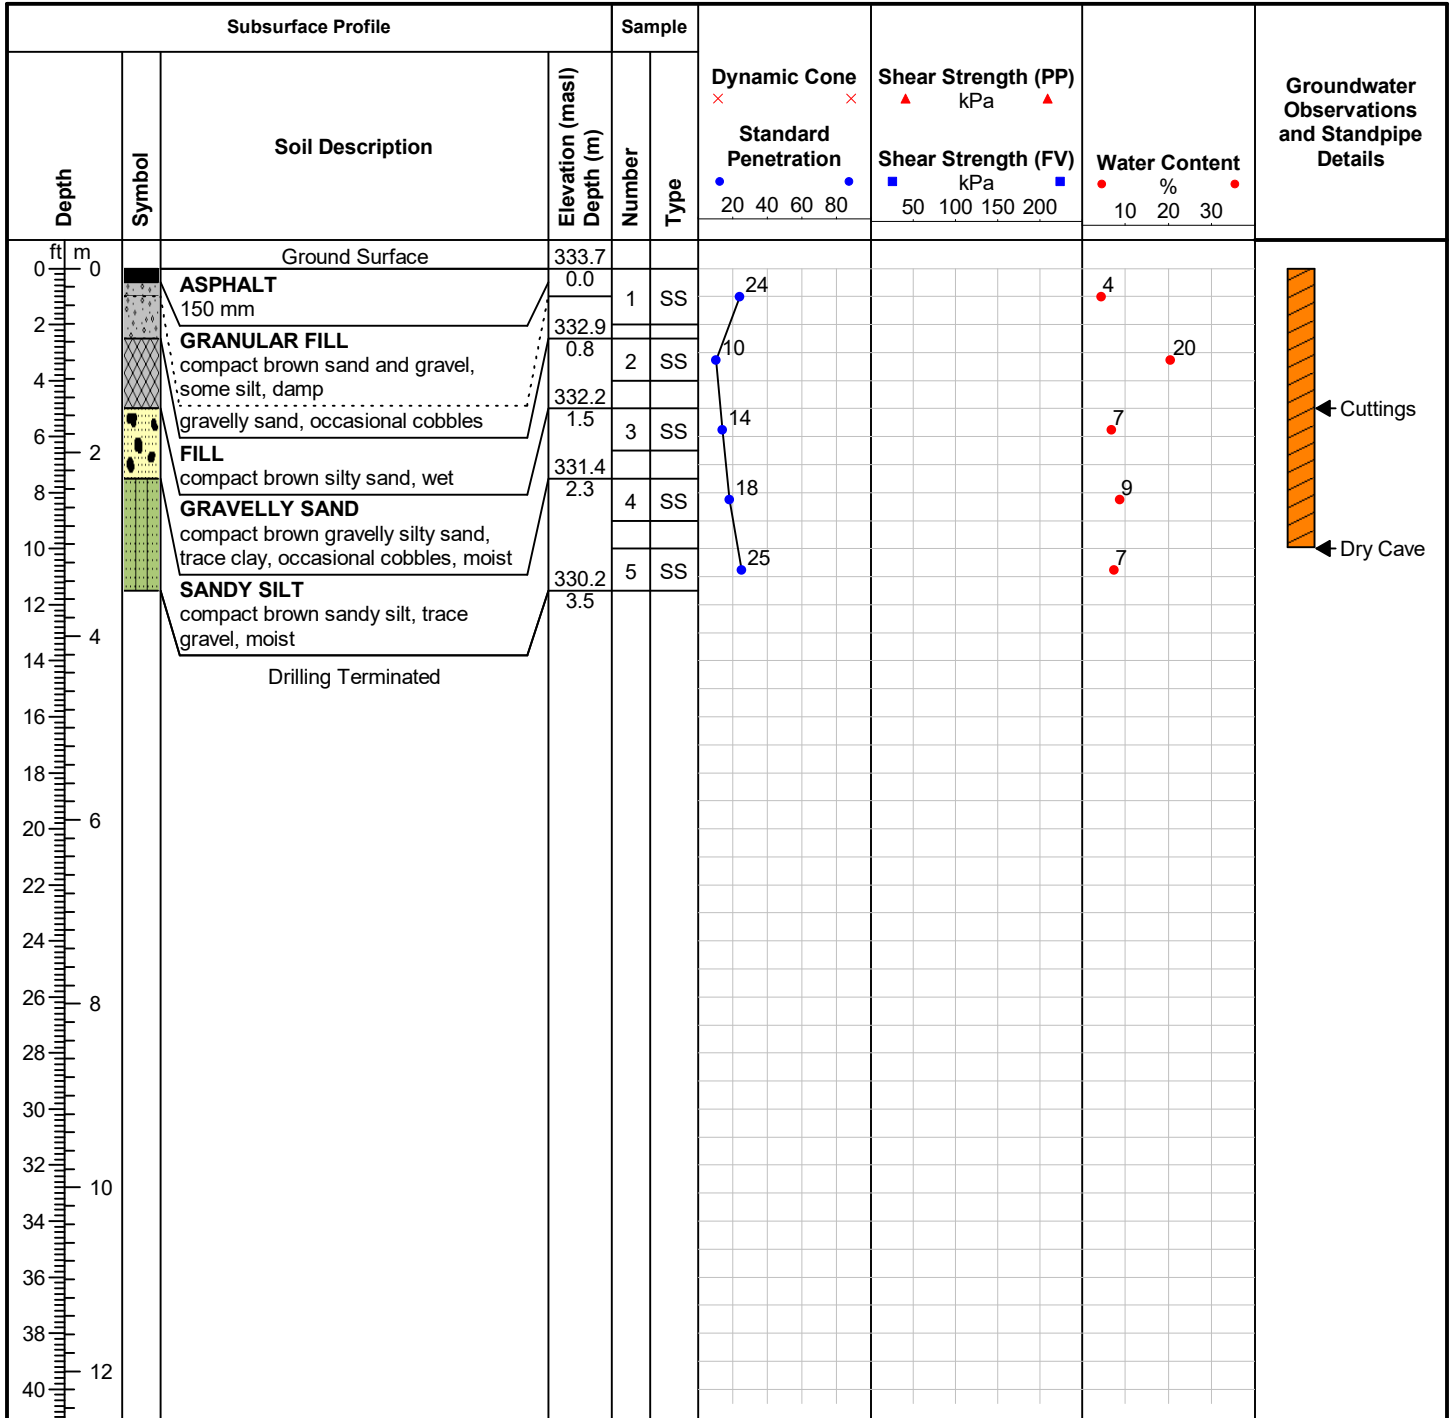 Subsurface Profile
Sample
Depth
Symbol
Soil Description
Elevation (masl)
Depth (m)
Number
Type
Dynamic Cone
Standard
Penetration
20 40 60 80
Shear Strength (PP)
kPa
Shear Strength (FV)
kPa
50 100 150 200
Water Content
%
10 20 30
Groundwater
Observations
and Standpipe
Details
ft m
Ground Surface
333.7
0 0
0.0
ASPHALT
150 mm
1 SS
24
4
2
332.9
GRANULAR FILL
0.8
compact brown sand and gravel,
some silt, damp
2 SS
10
20
4
332.2
gravelly sand, occasional cobbles
1.5
Cuttings
6
3 SS
14
7
2
FILL
compact brown silty sand, wet
331.4
8
2.3
GRAVELLY SAND
compact brown gravelly silty sand,
trace clay, occasional cobbles, moist
4 SS
18
9
10
Dry Cave
5 SS
25
7
330.2
SANDY SILT
3.5
compact brown sandy silt, trace
gravel, moist
12
4
14
Drilling Terminated
16
18
6
20
22
24
26
8
28
30
32
10
34
36
38
12
40